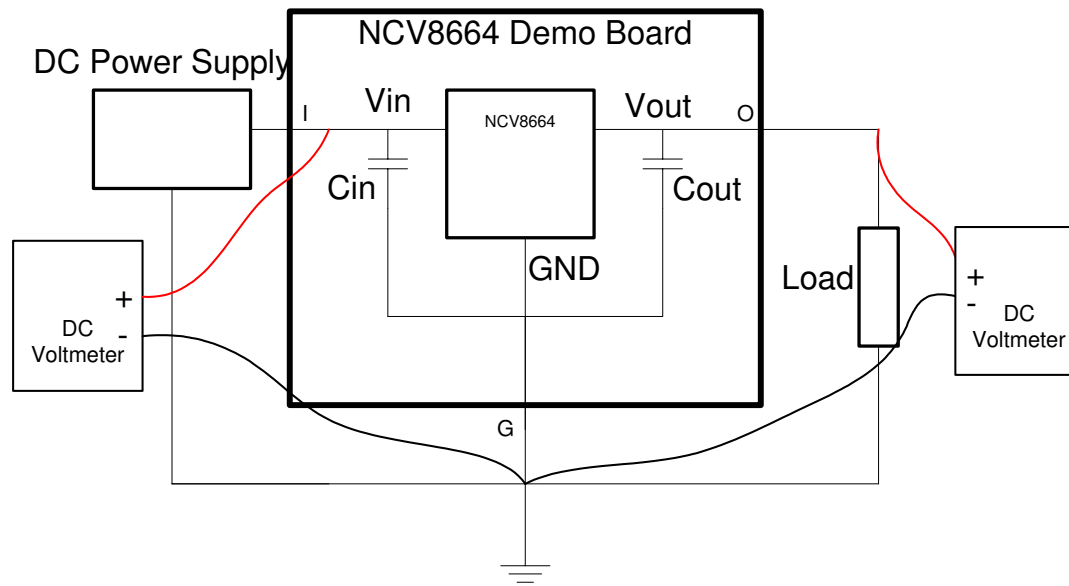 NCV8664 Demo Board
DC Power Supply
I
Vin
NCV8664
Vout
O
Cin
Cout
GND
Load
+
-
DC
Voltmeter
+
-
DC
Voltmeter
G